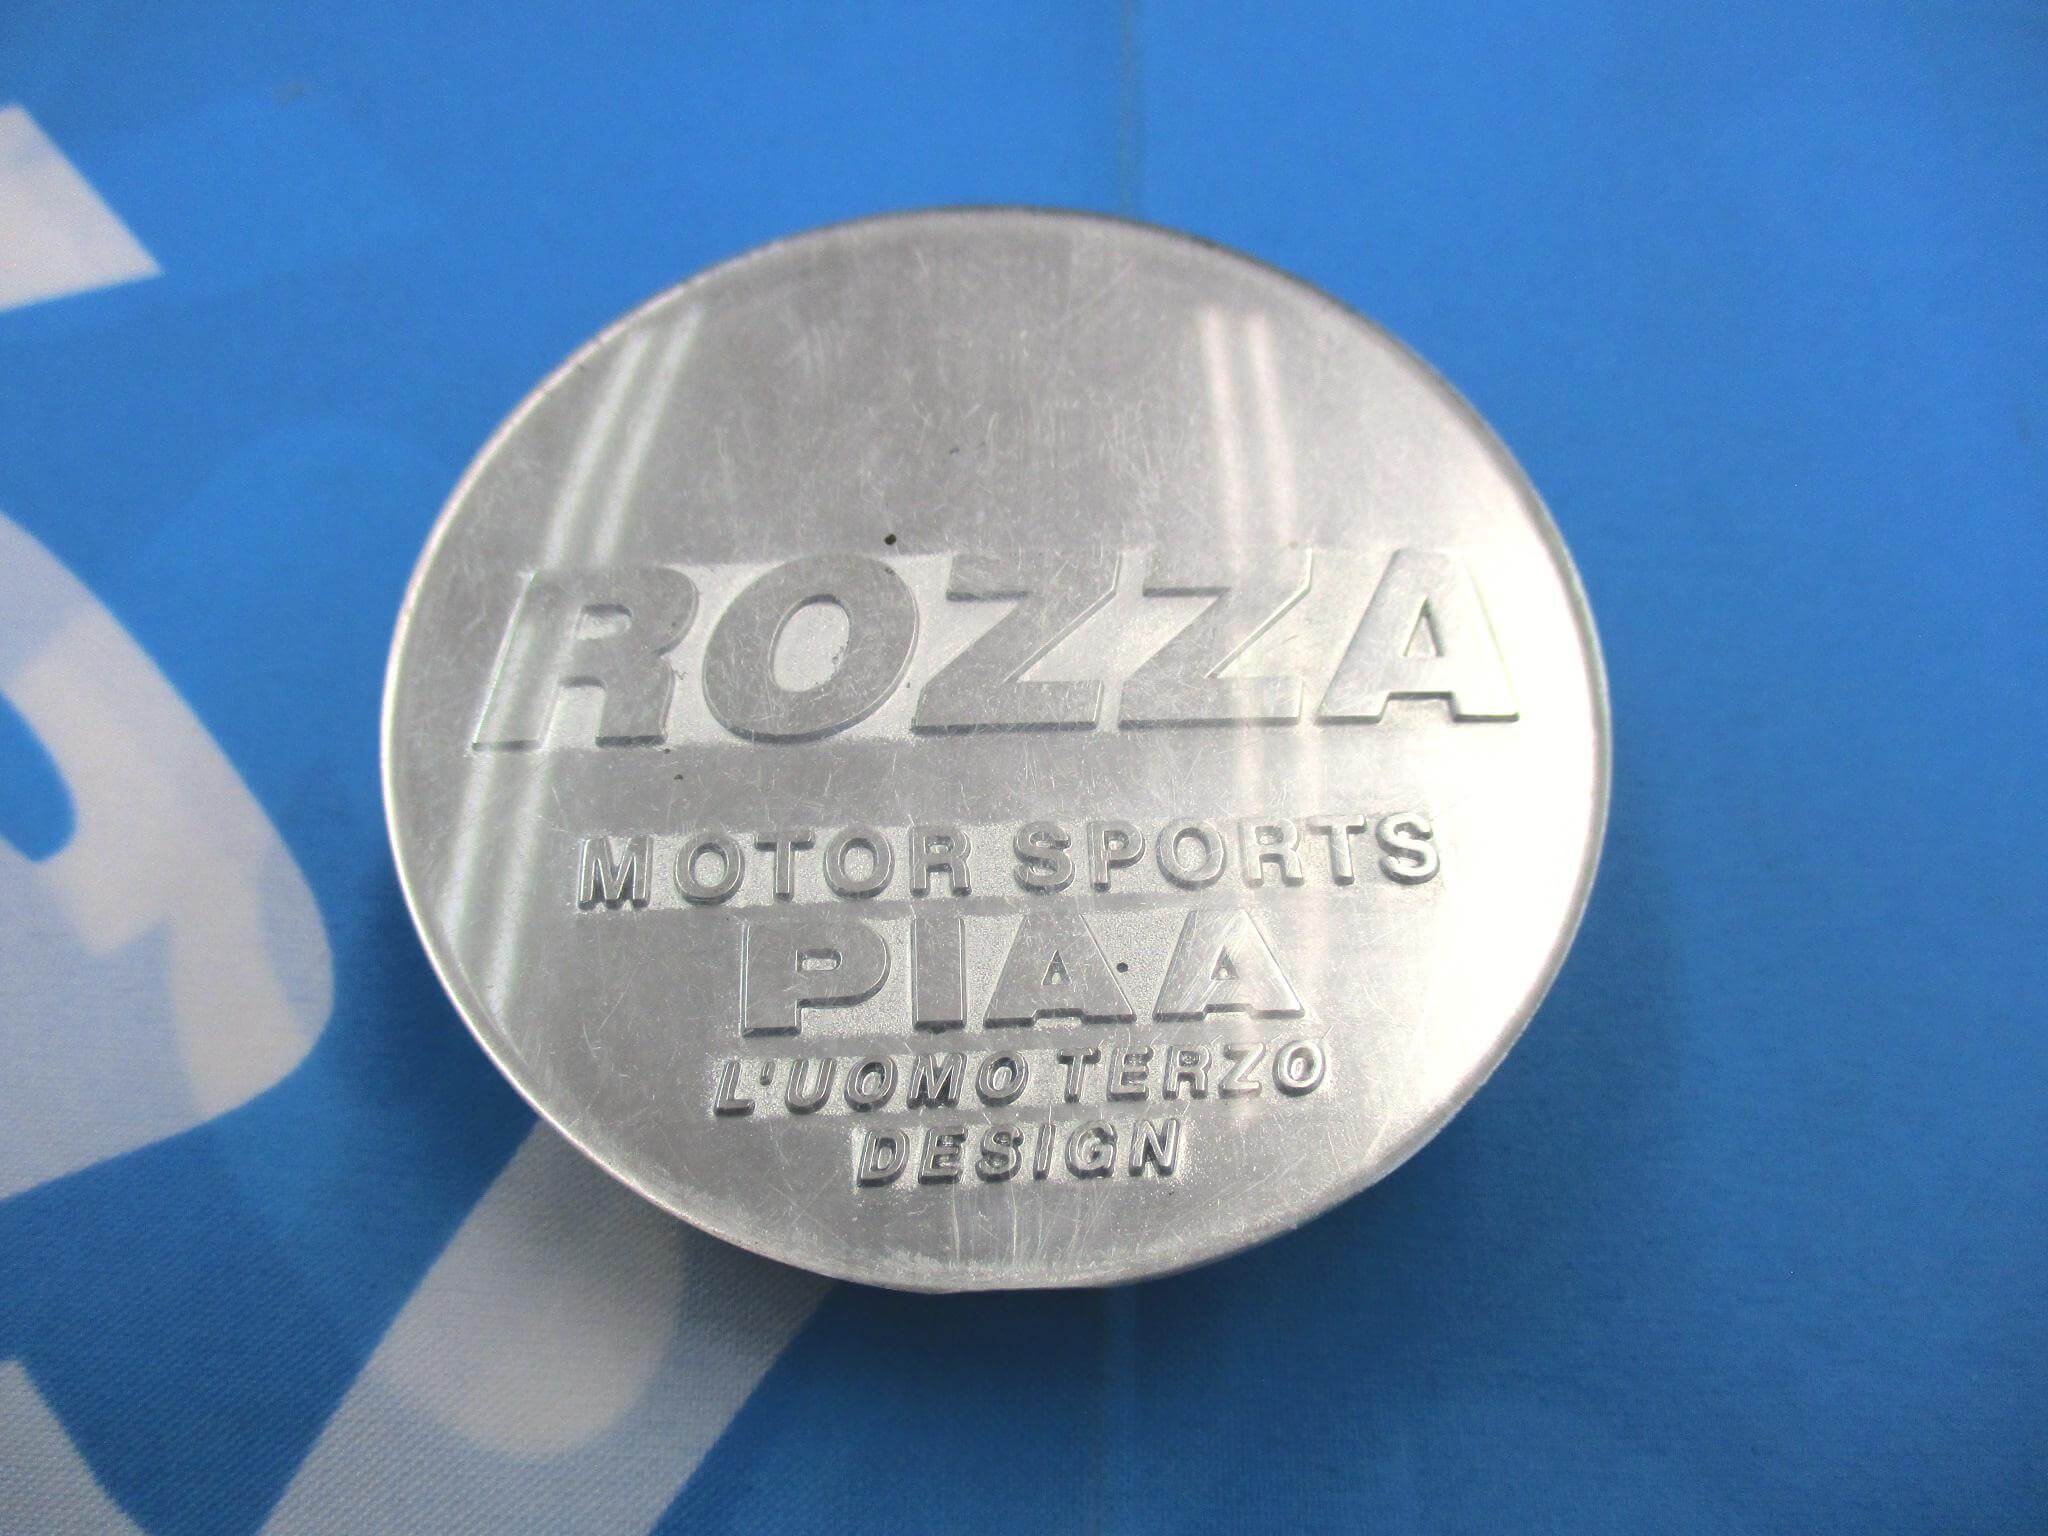 ROZZA
MOTOR SPORTS
PIAA
L'UOMO TERZO
DESIGN